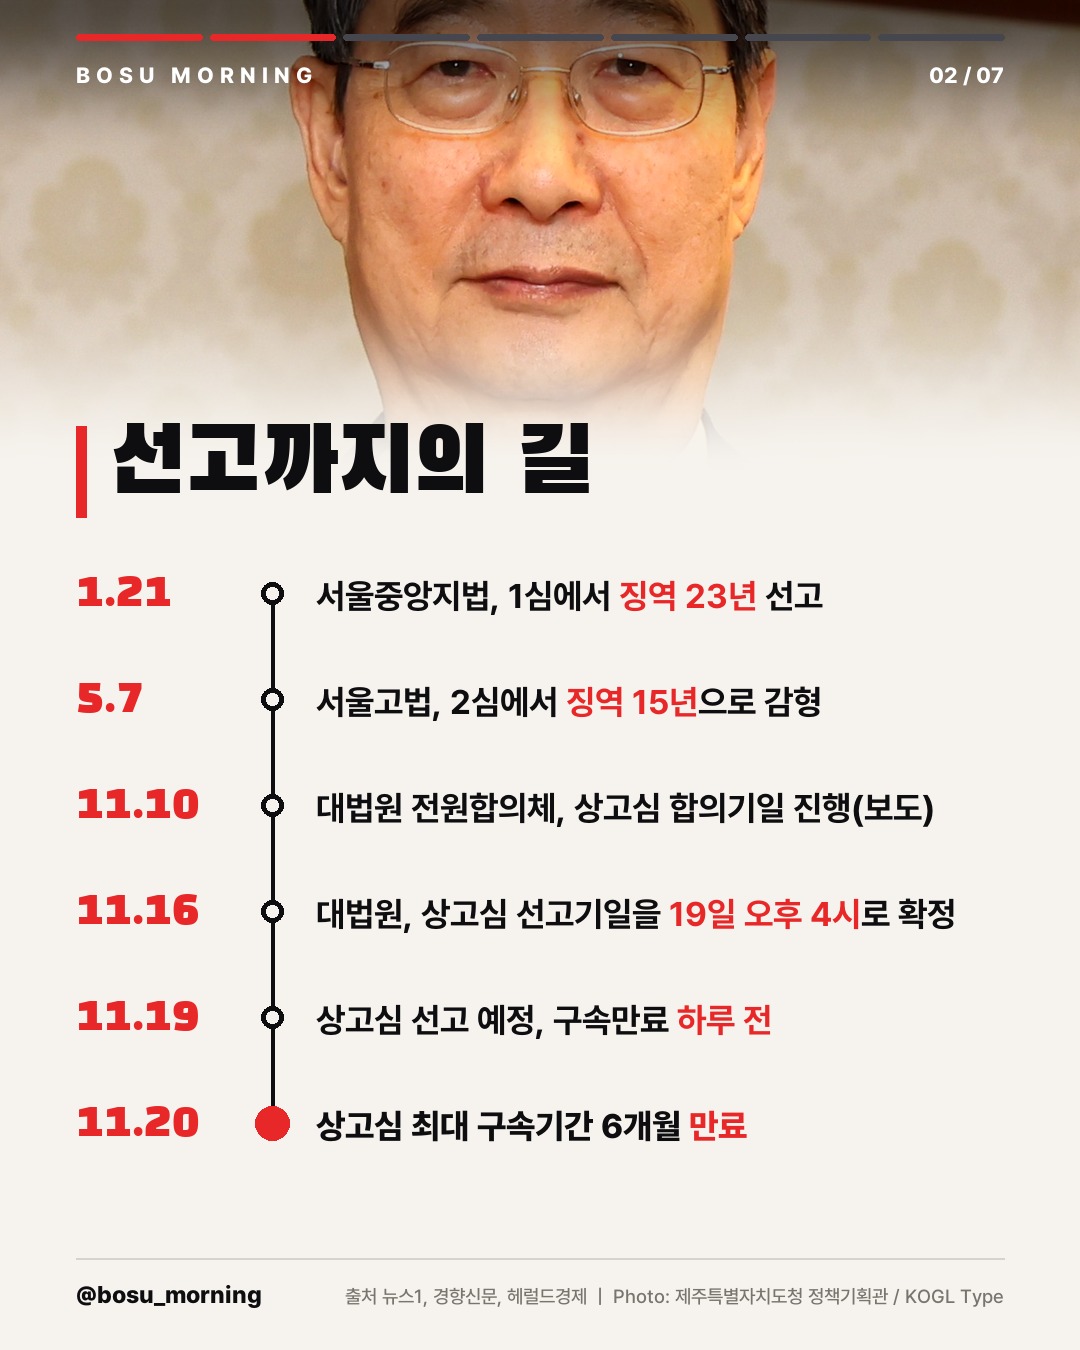 BOSU MORNING
02 / 07
선고까지의 길
1.21 서울중앙지법, 1심에서 징역 23년 선고
5.7 서울고법, 2심에서 징역 15년으로 감형
11.10 대법원 전원합의체, 상고심 합의기일 진행(보도)
11.16 대법원, 상고심 선고기일을 19일 오후 4시로 확정
11.19 상고심 선고 예정, 구속만료 하루 전
11.20 상고심 최대 구속기간 6개월 만료
@bosu_morning
출처 뉴스1, 경향신문, 헤럴드경제 | Photo: 제주특별자치도청 정책기획관 / KOGL Type